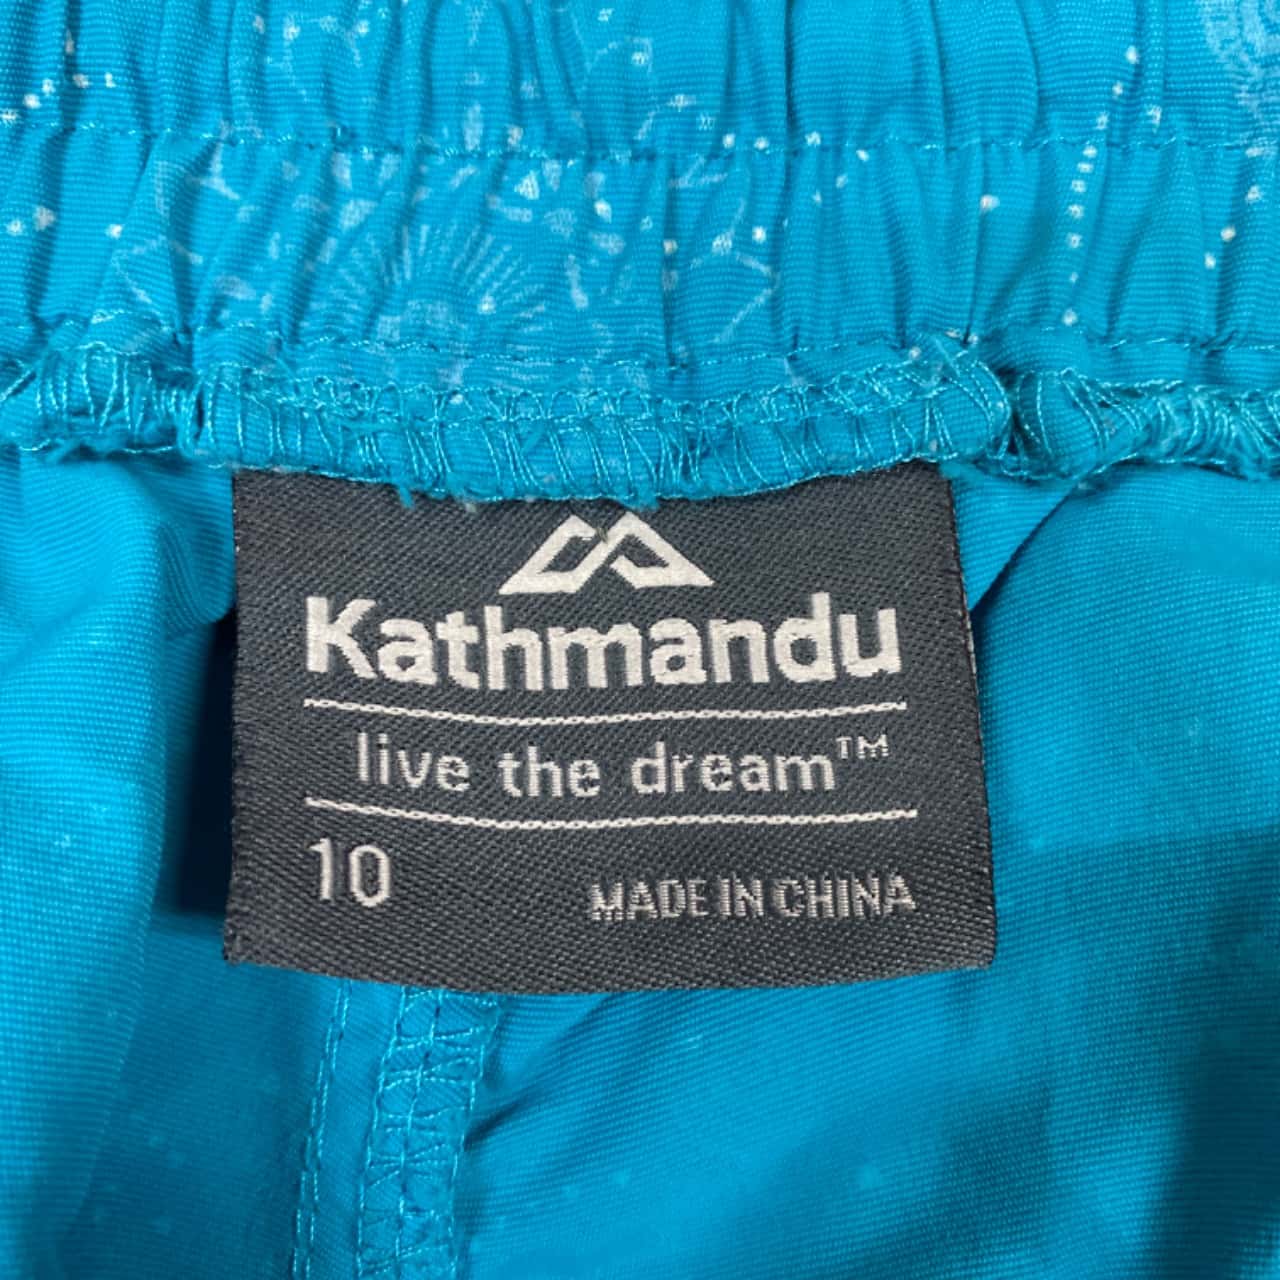 Kathmandu
live the dream™
10
MADE IN CHINA